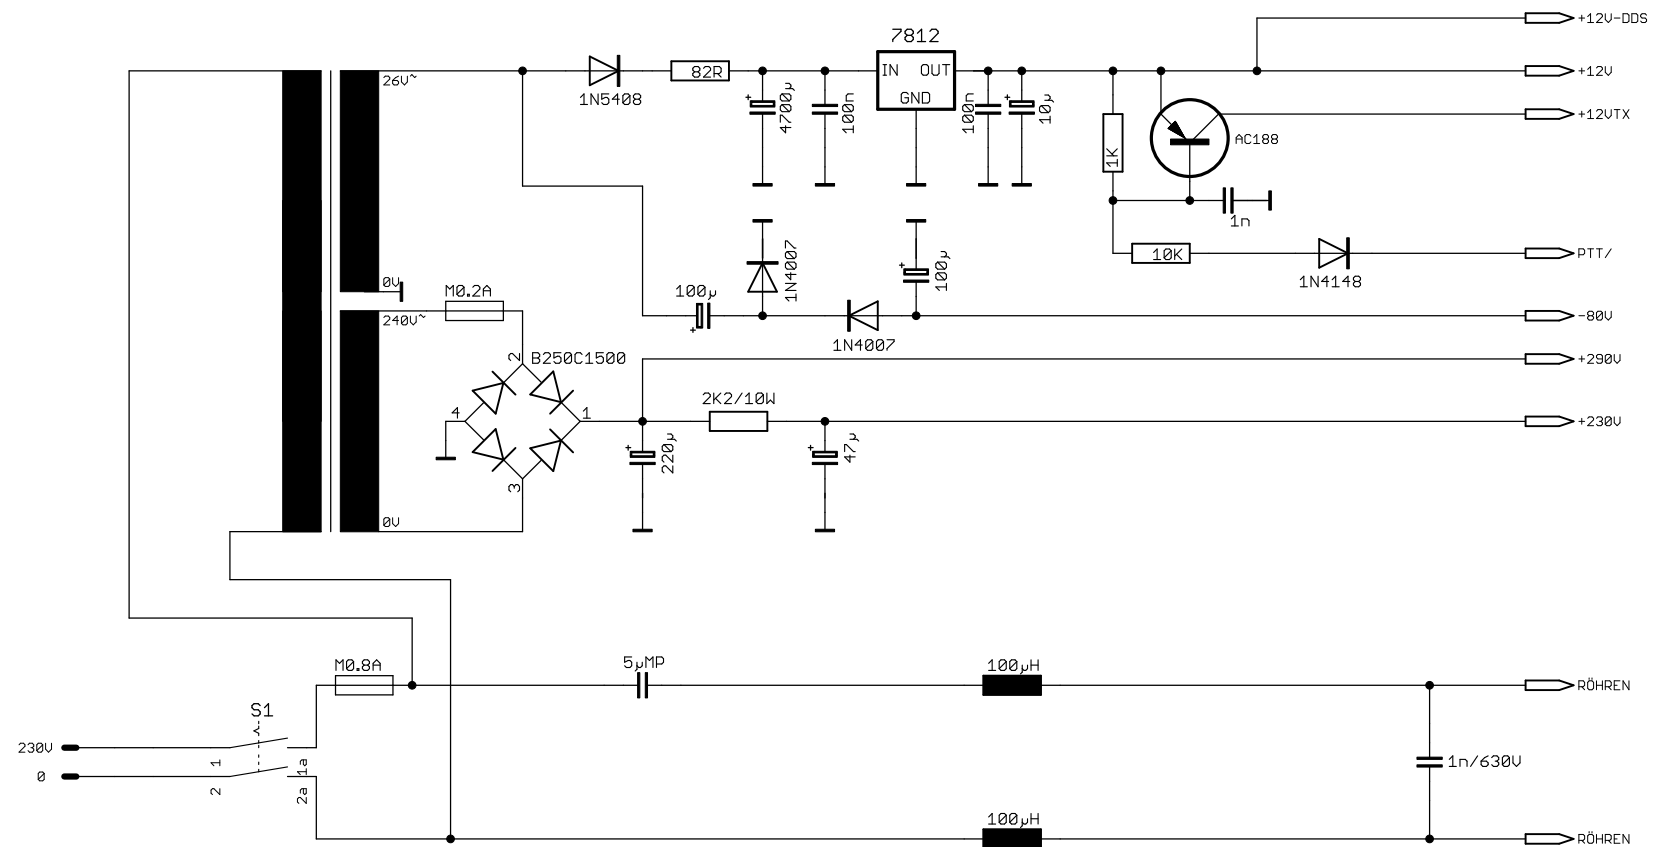 +12V-DDS
7812
26V~
82R
IN OUT
+12V
1N5408
GND
4700µ
100n
100n
10µ
+12VTX
AC188
1K
1n
0V
M0.2A
1N4007
100µ
10K
PTT/
1N4148
240V~
100µ
-80V
1N4007
2
B250C1500
+290V
2K2/10W
4
1
+230V
220µ
47µ
3
0V
M0.8A
5µMP
100µH
RÖHREN
S1
230V
1
1a
0
2
2a
1n/630V
100µH
RÖHREN